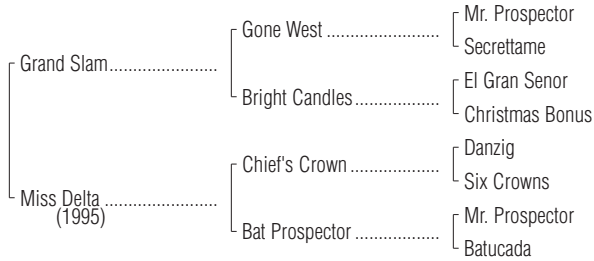 Mr. Prospector
Gone West ....................
Secrettame
Grand Slam......................
El Gran Senor
Bright Candles...............
Christmas Bonus
Danzig
Chief's Crown ................
Six Crowns
Miss Delta ......................
(1995)
Mr. Prospector
Bat Prospector ...............
Batucada